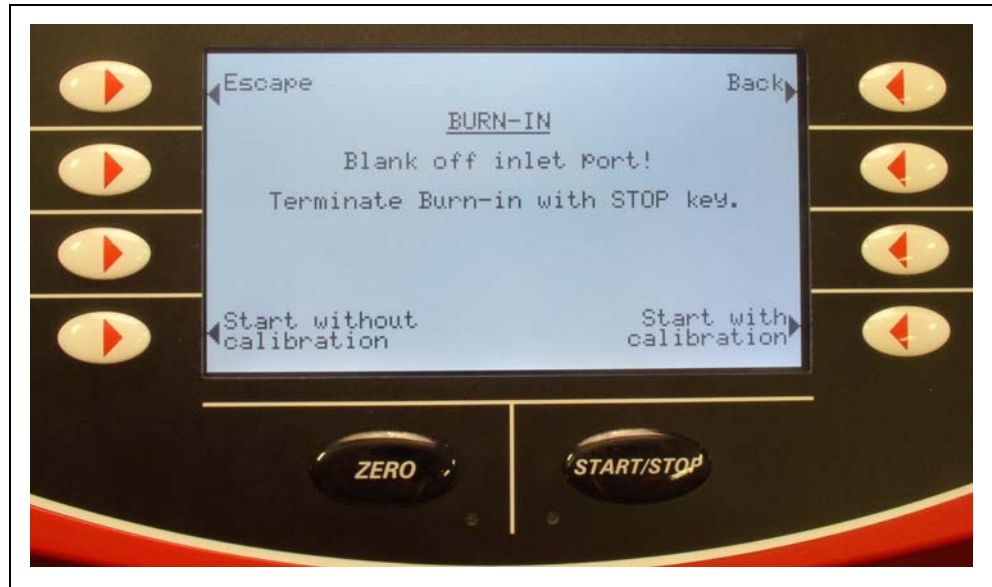 Escape
Back
BURN-IN
Blank off inlet Port!
Terminate Burn-in with STOP key.
Start without
calibration
Start with
calibration
ZERO
START/STOP